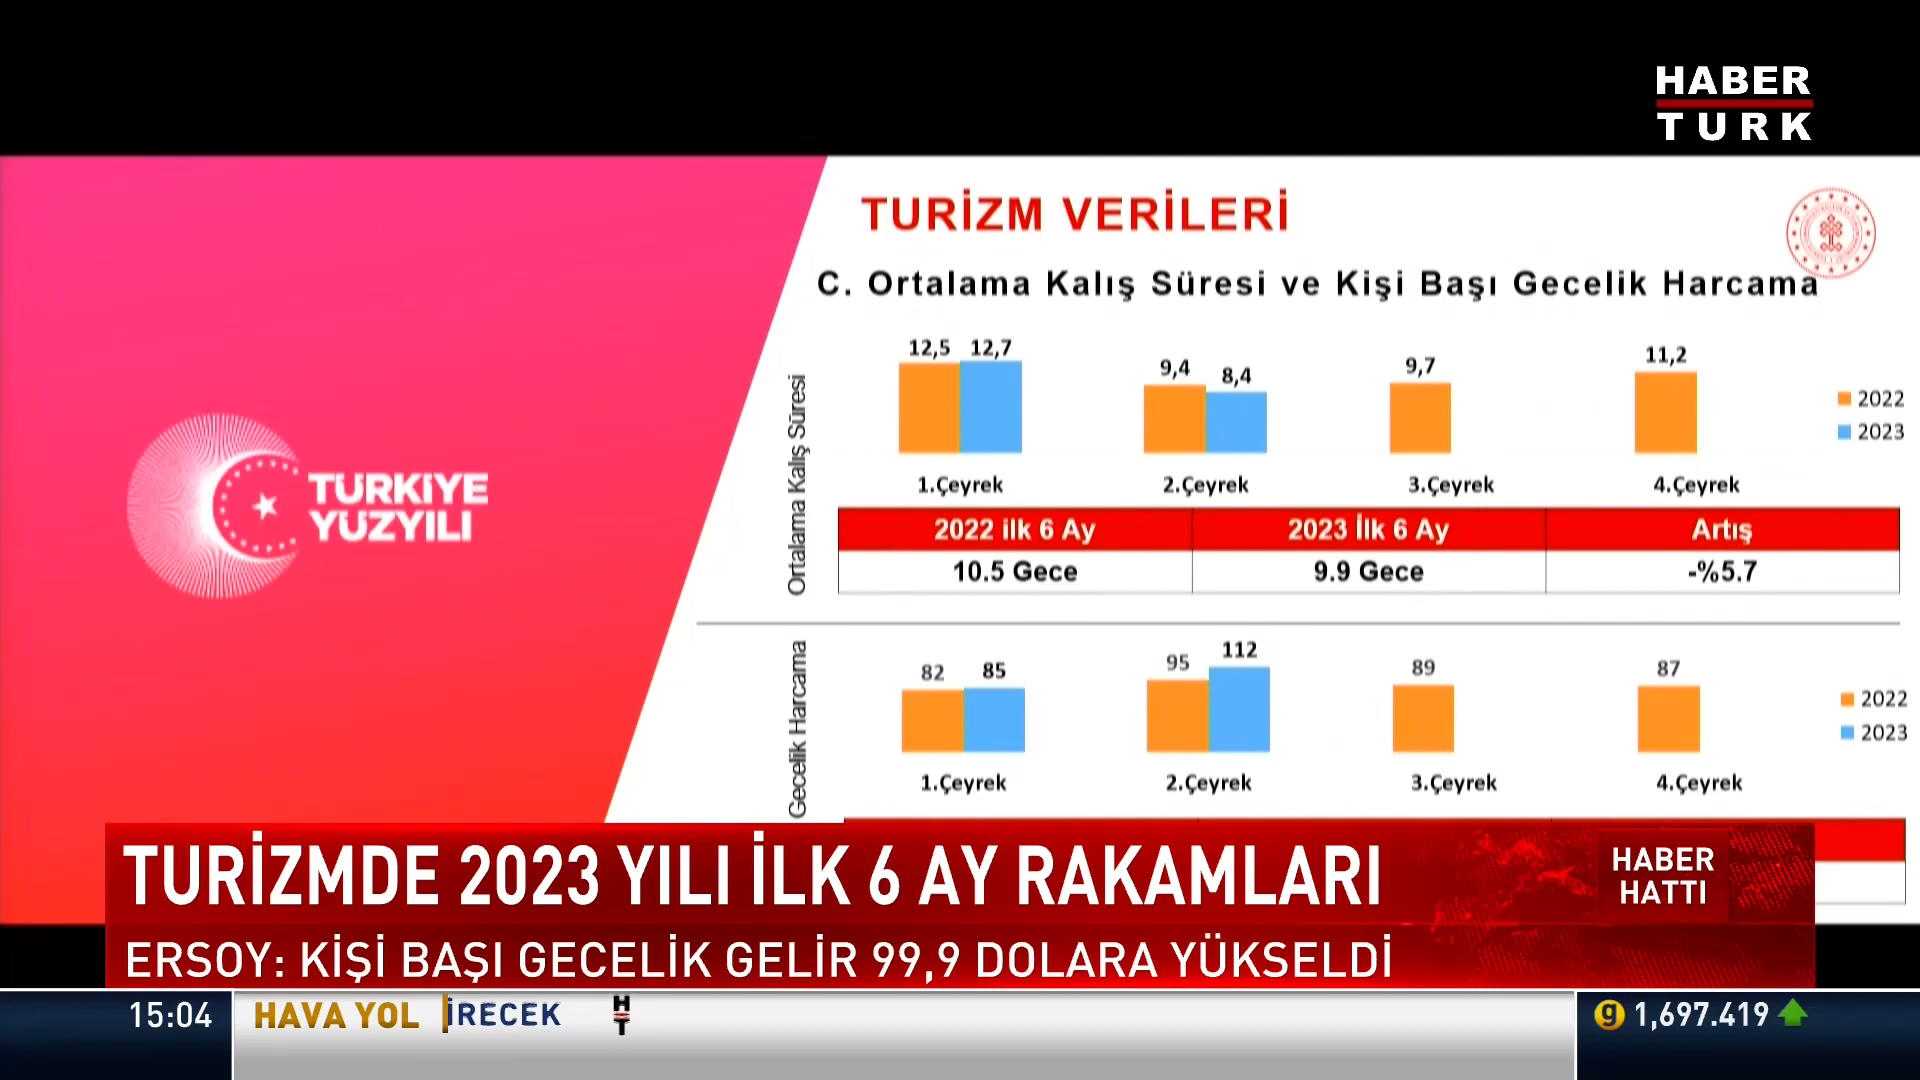 HABER
TURK
TURİZM VERİLERİ
C. Ortalama Kalış Süresi ve Kişi Başı Gecelik Harcama
TÜRKİYE
YÜZYILI
Ortalama Kalış Süresi
12,5 12,7
9,4 8,4
9,7
11,2
2022
2023
1.Çeyrek 2.Çeyrek 3.Çeyrek 4.Çeyrek
2022 ilk 6 Ay 2023 İlk 6 Ay Artış
10.5 Gece 9.9 Gece -%5.7
Gecelik Harcama
82 85
95 112
89
87
2022
2023
1.Çeyrek 2.Çeyrek 3.Çeyrek 4.Çeyrek
TURİZMDE 2023 YILI İLK 6 AY RAKAMLARI
HABER
HATTI
ERSOY: KİŞİ BAŞI GECELİK GELİR 99,9 DOLARA YÜKSELDİ
15:04 HAVA YOL İRECEK HT g 1,697.419